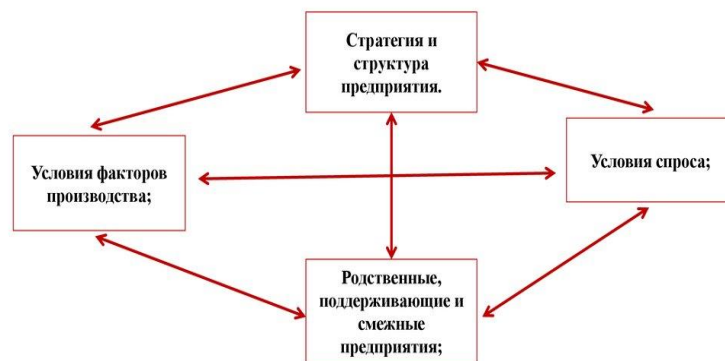 Стратегия и
структура
предприятия.
Условия факторов
производства;
Условия спроса;
Родственные,
поддерживающие и
смежные
предприятия;